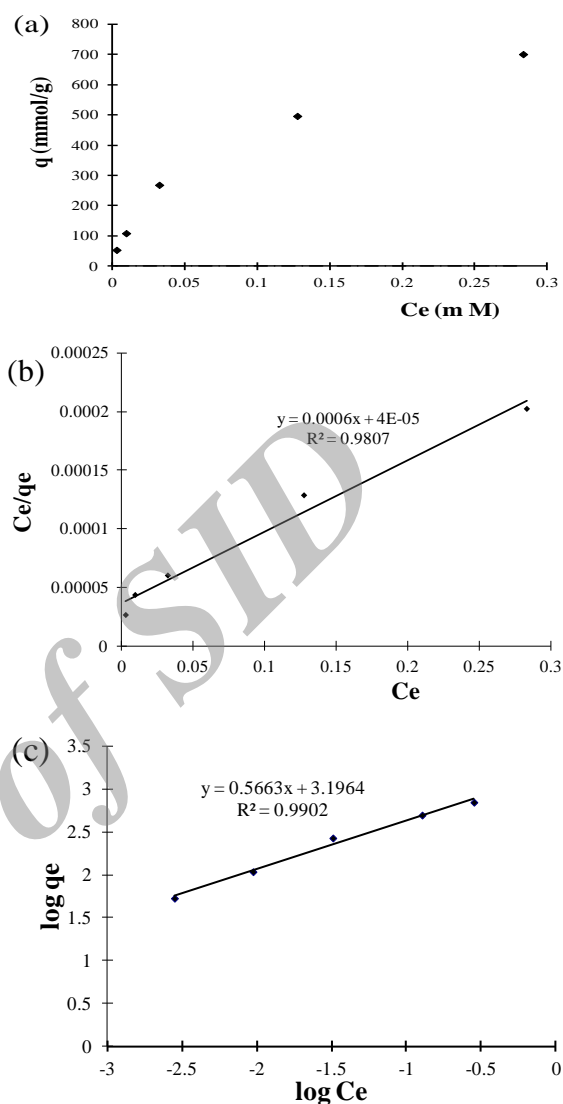 (a)
800
700
600
500
400
300
200
100
0
q (mmol/g)
0 0.05 0.1 0.15 0.2 0.25 0.3
Ce (m M)
(b)
0.00025
0.0002
0.00015
0.0001
0.00005
0
Ce/qe
y = 0.0006x + 4E-05
R² = 0.9807
0 0.05 0.1 0.15 0.2 0.25 0.3
Ce
(c)
3.5
3
2.5
2
1.5
1
0.5
0
log qe
y = 0.5663x + 3.1964
R² = 0.9902
-3 -2.5 -2 -1.5 -1 -0.5 0
log Ce
of SID